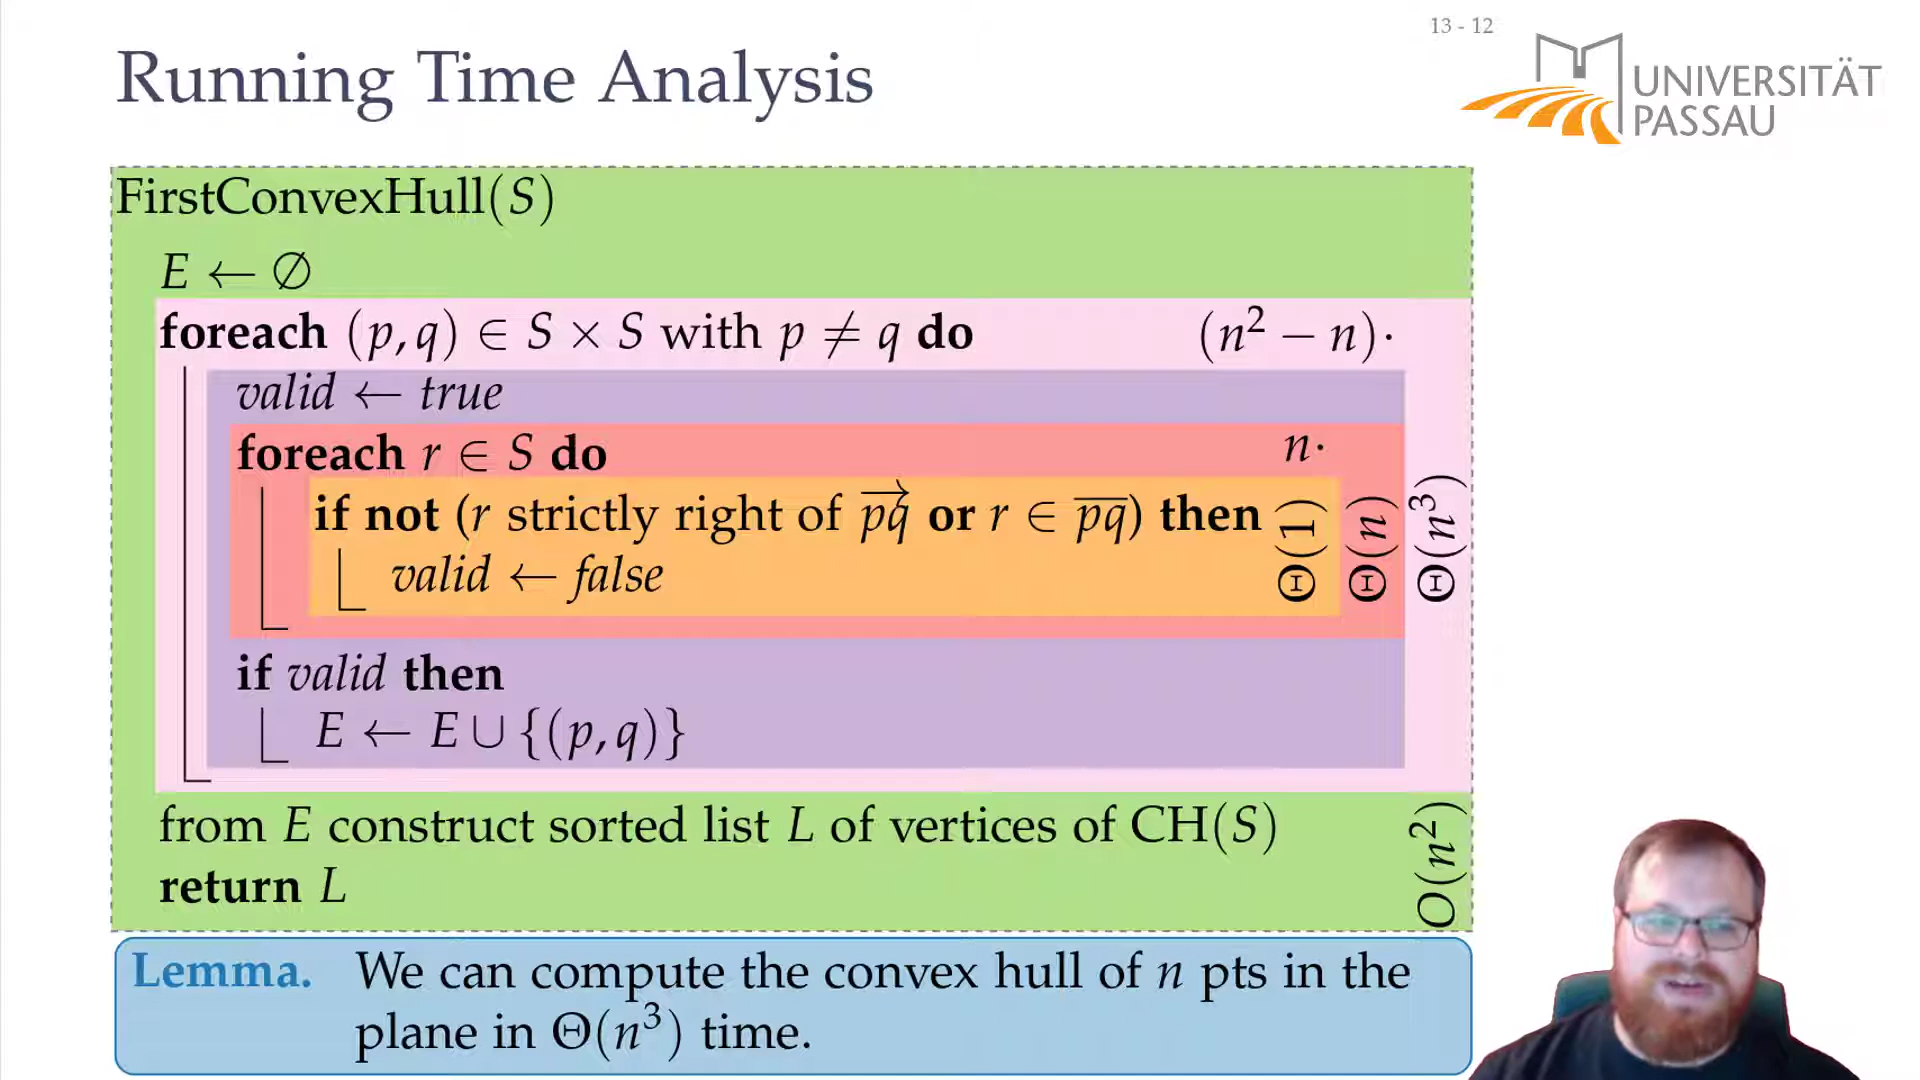 13 - 12
Running Time Analysis
UNIVERSITÄT
PASSAU
FirstConvexHull(S)
E ← ∅
foreach (p, q) ∈ S × S with p ≠ q do (n² − n)·
valid ← true
foreach r ∈ S do n·
if not (r strictly right of →pq or r ∈ p̅q̅) then Θ(1) Θ(n) Θ(n³)
valid ← false
if valid then
E ← E ∪ {(p, q)}
from E construct sorted list L of vertices of CH(S) O(n²)
return L
Lemma. We can compute the convex hull of n pts in the
plane in Θ(n³) time.